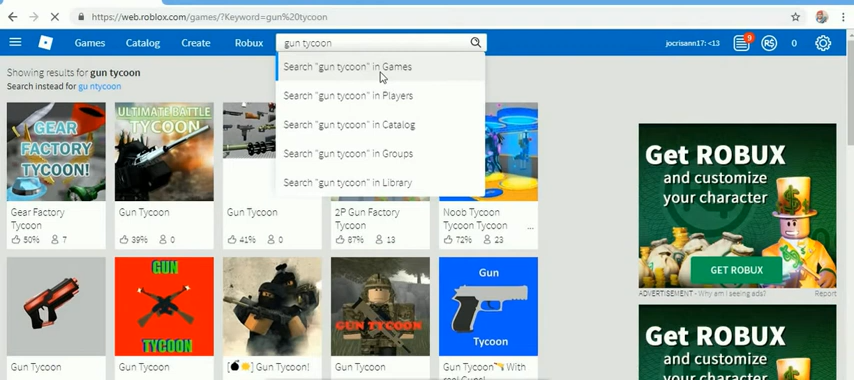 https://web.roblox.com/games/?Keyword=gun%20tycoon
Games Catalog Create Robux gun tycoon jocrisann17: <13 9 R$ 0
Search "gun tycoon" in Games
Search "gun tycoon" in Players
Search "gun tycoon" in Catalog
Search "gun tycoon" in Groups
Search "gun tycoon" in Library
Showing results for gun tycoon
Search instead for gu ntycoon
GEAR
FACTORY
TYCOON!
ULTIMATE BATTLE
TYCOON
Gear Factory
Tycoon
50% 7
Gun Tycoon
39% 0
Gun Tycoon
41% 0
2P Gun Factory
Tycoon
87% 13
Noob Tycoon
Tycoon Tycoon
Tycoon ...
72% 23
GUN
TYCOON
GUN TYCOON
Gun
Tycoon
Gun Tycoon
Gun Tycoon
[💣🌟] Gun Tycoon!
Gun Tycoon
Gun Tycoon🔫 With
real Guns!
Get ROBUX
and customize
your character
GET ROBUX
ADVERTISEMENT - Why am I seeing ads? Report
Get ROBUX
and customize